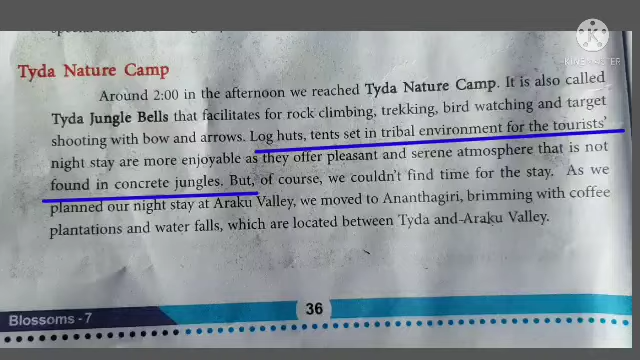 KINEMASTER
Tyda Nature Camp
Around 2:00 in the afternoon we reached Tyda Nature Camp. It is also called
Tyda Jungle Bells that facilitates for rock climbing, trekking, bird watching and target
shooting with bow and arrows. Log huts, tents set in tribal environment for the tourists'
night stay are more enjoyable as they offer pleasant and serene atmosphere that is not
found in concrete jungles. But, of course, we couldn't find time for the stay. As we
planned our night stay at Araku Valley, we moved to Ananthagiri, brimming with coffee
plantations and water falls, which are located between Tyda and Araku Valley.
Blossoms - 7
36